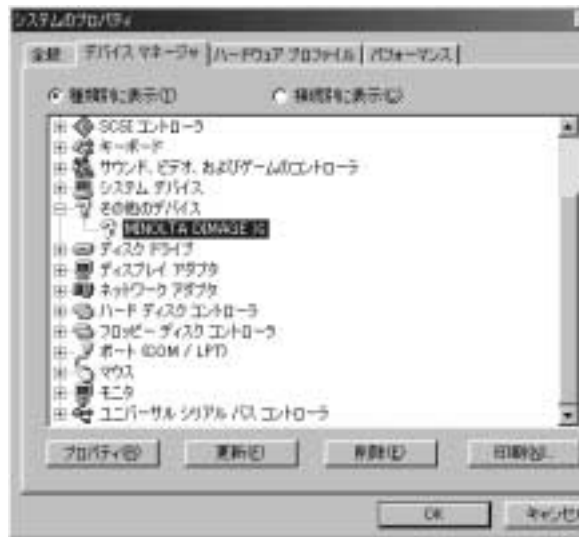 システムのプロパティ
全般 デバイス マネージャ ハードウェア プロファイル パフォーマンス
種類別に表示(T) 接続別に表示(C)
SCSI コントローラ
キーボード
サウンド、ビデオ、およびゲームのコントローラ
システム デバイス
その他のデバイス
MINOLTA DIMAGE
ディスク ドライブ
ディスプレイ アダプタ
ネットワーク アダプタ
ハード ディスク コントローラ
フロッピー ディスク コントローラ
ポート (COM / LPT)
マウス
モニタ
ユニバーサル シリアル バス コントローラ
プロパティ(R) 更新(F) 削除(E) 印刷(N)...
OK キャンセル